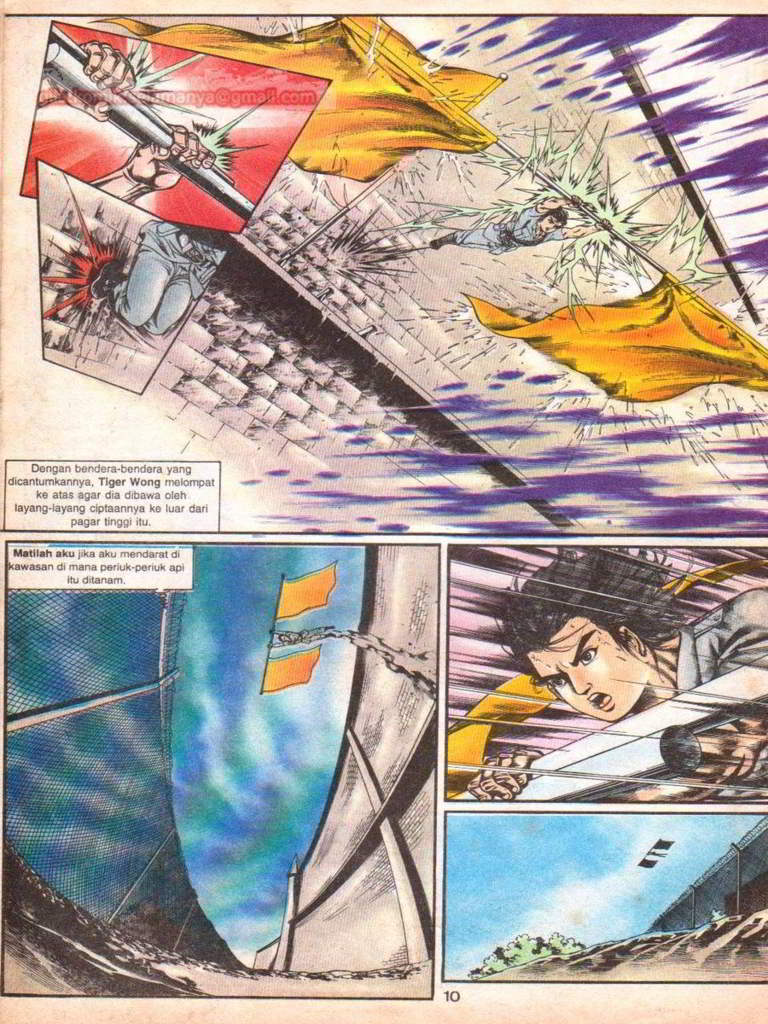 Dengan bendera-bendera yang
dicantumkannya, Tiger Wong melompat
ke atas agar dia dibawa oleh
layang-layang ciptaannya ke luar dari
pagar tinggi itu.
Matilah aku jika aku mendarat di
kawasan di mana periuk-periuk api
itu ditanam.
10